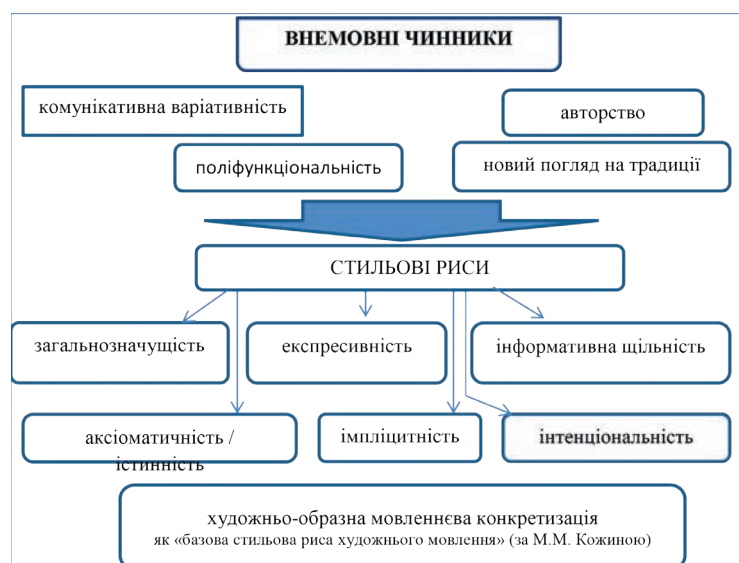 ВНЕМОВНІ ЧИННИКИ
комунікативна варіативність
авторство
поліфункціональність
новий погляд на традиції
СТИЛЬОВІ РИСИ
загальнозначущість
експресивність
інформативна щільність
аксіоматичність /
істинність
імпліцитність
інтенціональність
художньо-образна мовленнєва конкретизація
як «базова стильова риса художнього мовлення» (за М.М. Кожиною)